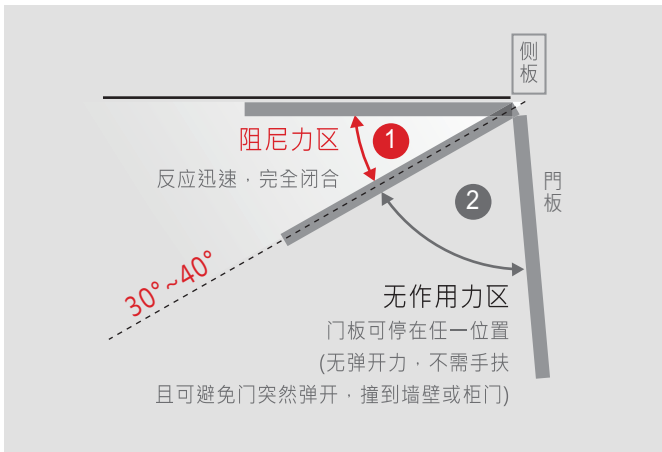 侧板
阻尼力区
1
反应迅速，完全闭合
2
門板
30°~40°
无作用力区
门板可停在任一位置
(无弹开力，不需手扶
且可避免门突然弹开，撞到墙壁或柜门)